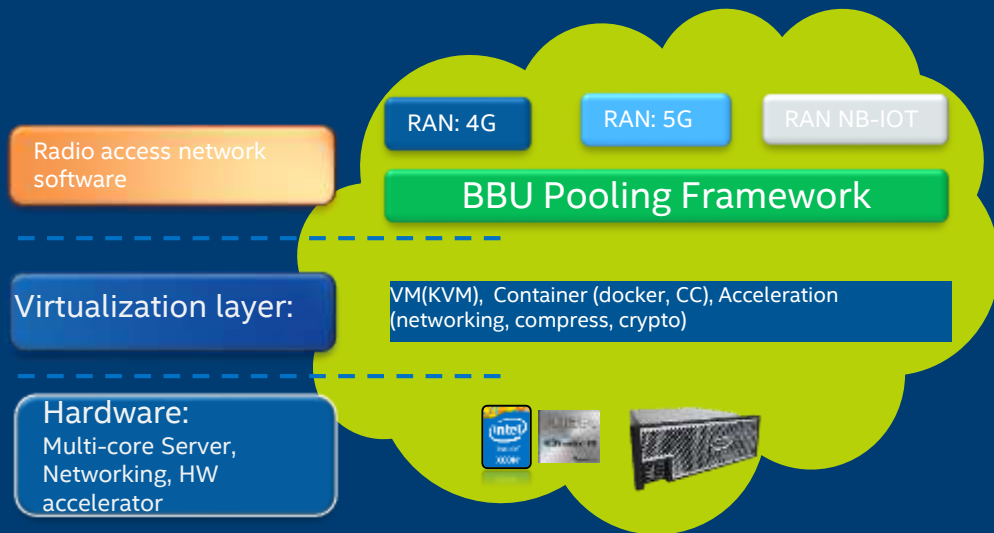 RAN: 4G
RAN: 5G
RAN NB-IOT
Radio access network
software
BBU Pooling Framework
Virtualization layer:
VM(KVM), Container (docker, CC), Acceleration
(networking, compress, crypto)
Hardware:
Multi-core Server,
Networking, HW
accelerator
(intel)